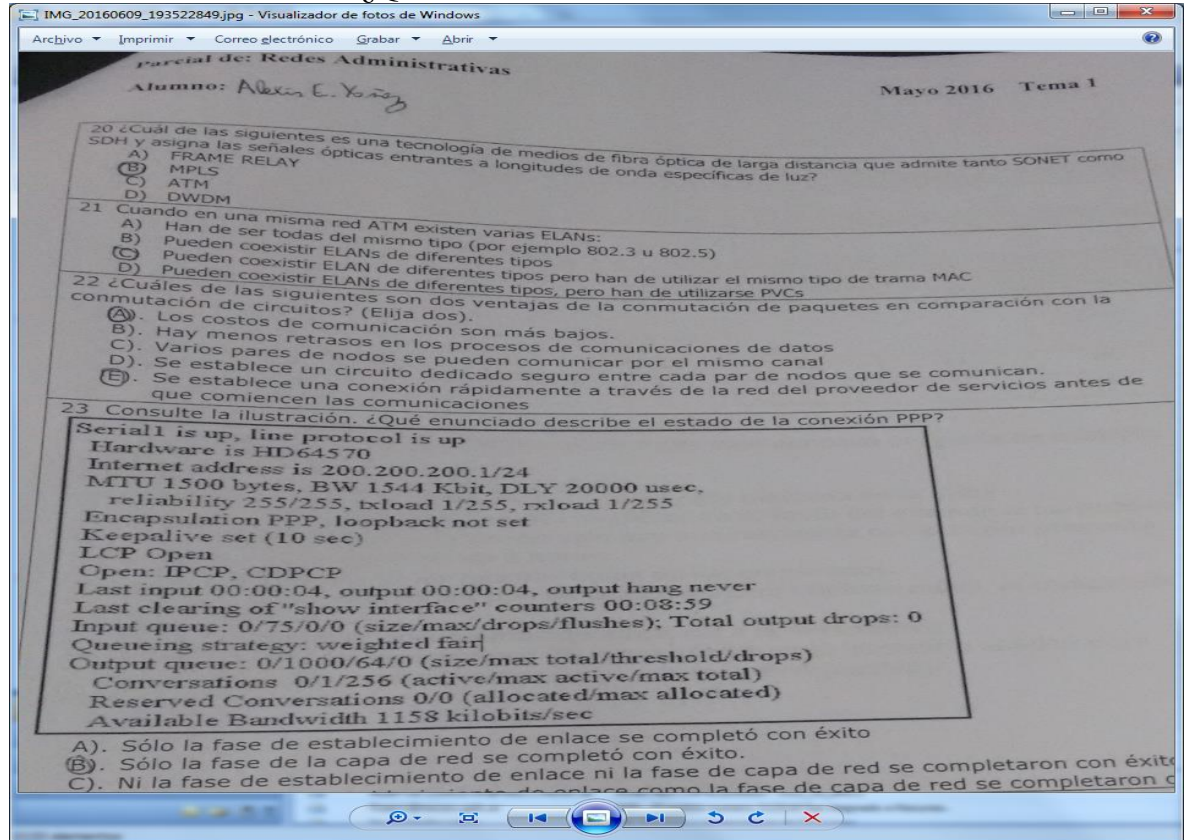 IMG_20160609_193522849.jpg - Visualizador de fotos de Windows
Archivo Imprimir Correo electrónico Grabar Abrir
Parcial de: Redes Administrativas
Alumno: Alexis E. Yañez
Mayo 2016 Tema 1
20 ¿Cuál de las siguientes es una tecnología de medios de fibra óptica de larga distancia que admite tanto SONET como
SDH y asigna las señales ópticas entrantes a longitudes de onda específicas de luz?
A) FRAME RELAY
B) MPLS
C) ATM
D) DWDM
21 Cuando en una misma red ATM existen varias ELANs:
A) Han de ser todas del mismo tipo (por ejemplo 802.3 u 802.5)
B) Pueden coexistir ELANs de diferentes tipos
C) Pueden coexistir ELAN de diferentes tipos pero han de utilizar el mismo tipo de trama MAC
D) Pueden coexistir ELANs de diferentes tipos, pero han de utilizarse PVCs
22 ¿Cuáles de las siguientes son dos ventajas de la conmutación de paquetes en comparación con la
conmutación de circuitos? (Elija dos).
A). Los costos de comunicación son más bajos.
B). Hay menos retrasos en los procesos de comunicaciones de datos
C). Varios pares de nodos se pueden comunicar por el mismo canal
D). Se establece un circuito dedicado seguro entre cada par de nodos que se comunican.
E). Se establece una conexión rápidamente a través de la red del proveedor de servicios antes de
que comiencen las comunicaciones
23 Consulte la ilustración. ¿Qué enunciado describe el estado de la conexión PPP?
Serial1 is up, line protocol is up
Hardware is HD64570
Internet address is 200.200.200.1/24
MTU 1500 bytes, BW 1544 Kbit, DLY 20000 usec,
reliability 255/255, txload 1/255, rxload 1/255
Encapsulation PPP, loopback not set
Keepalive set (10 sec)
LCP Open
Open: IPCP, CDPCP
Last input 00:00:04, output 00:00:04, output hang never
Last clearing of "show interface" counters 00:08:59
Input queue: 0/75/0/0 (size/max/drops/flushes); Total output drops: 0
Queueing strategy: weighted fair
Output queue: 0/1000/64/0 (size/max total/threshold/drops)
Conversations 0/1/256 (active/max active/max total)
Reserved Conversations 0/0 (allocated/max allocated)
Available Bandwidth 1158 kilobits/sec
A). Sólo la fase de establecimiento de enlace se completó con éxito
B). Sólo la fase de la capa de red se completó con éxito.
C). Ni la fase de establecimiento de enlace ni la fase de capa de red se completaron con éxito
de enlace como la fase de capa de red se completaron